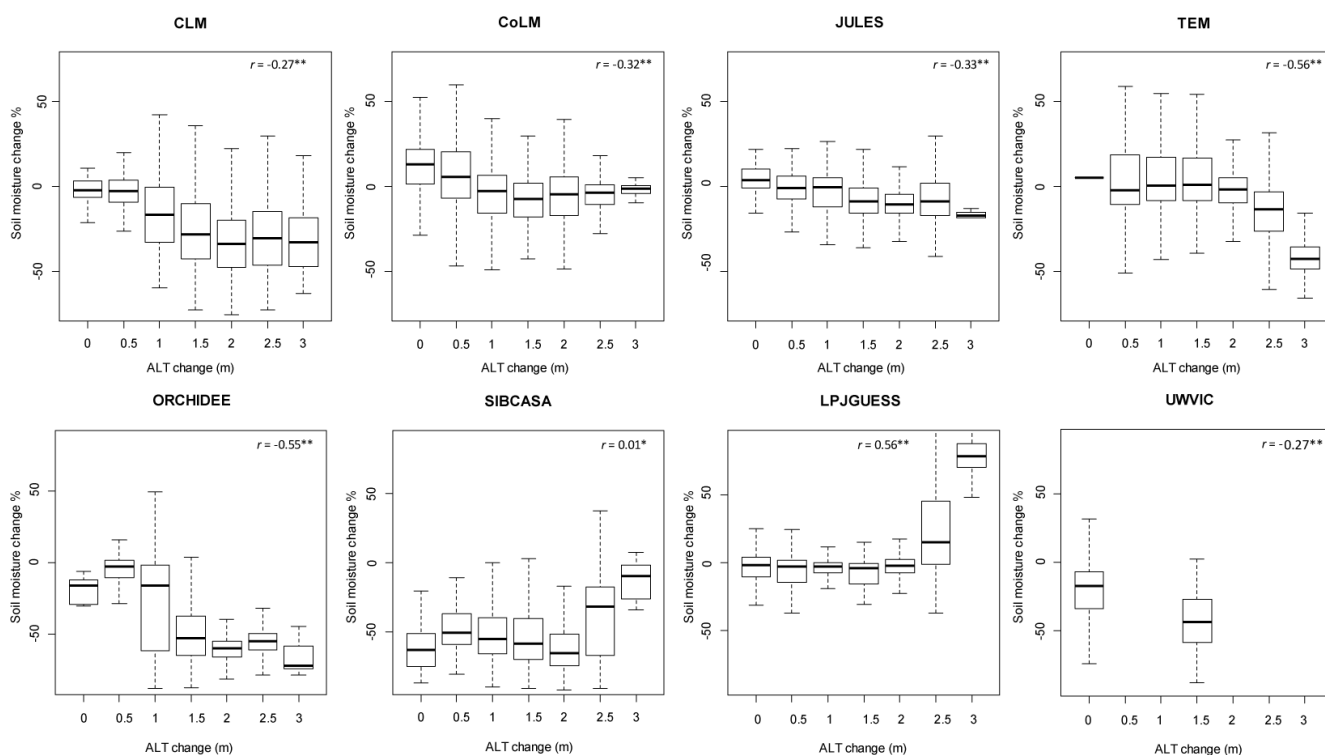 CLM
CoLM
JULES
TEM
r = -0.27**
r = -0.32**
r = -0.33**
r = -0.56**
Soil moisture change %
50
0
-50
Soil moisture change %
50
0
-50
Soil moisture change %
50
0
-50
Soil moisture change %
50
0
-50
0 0.5 1 1.5 2 2.5 3
0 0.5 1 1.5 2 2.5 3
0 0.5 1 1.5 2 2.5 3
0 0.5 1 1.5 2 2.5 3
ALT change (m)
ALT change (m)
ALT change (m)
ALT change (m)
ORCHIDEE
SIBCASA
LPJGUESS
UWVIC
r = -0.55**
r = 0.01*
r = 0.56**
r = -0.27**
Soil moisture change %
50
0
-50
Soil moisture change %
50
0
-50
Soil moisture change %
50
0
-50
Soil moisture change %
50
0
-50
0 0.5 1 1.5 2 2.5 3
0 0.5 1 1.5 2 2.5 3
0 0.5 1 1.5 2 2.5 3
0 0.5 1 1.5 2 2.5 3
ALT change (m)
ALT change (m)
ALT change (m)
ALT change (m)